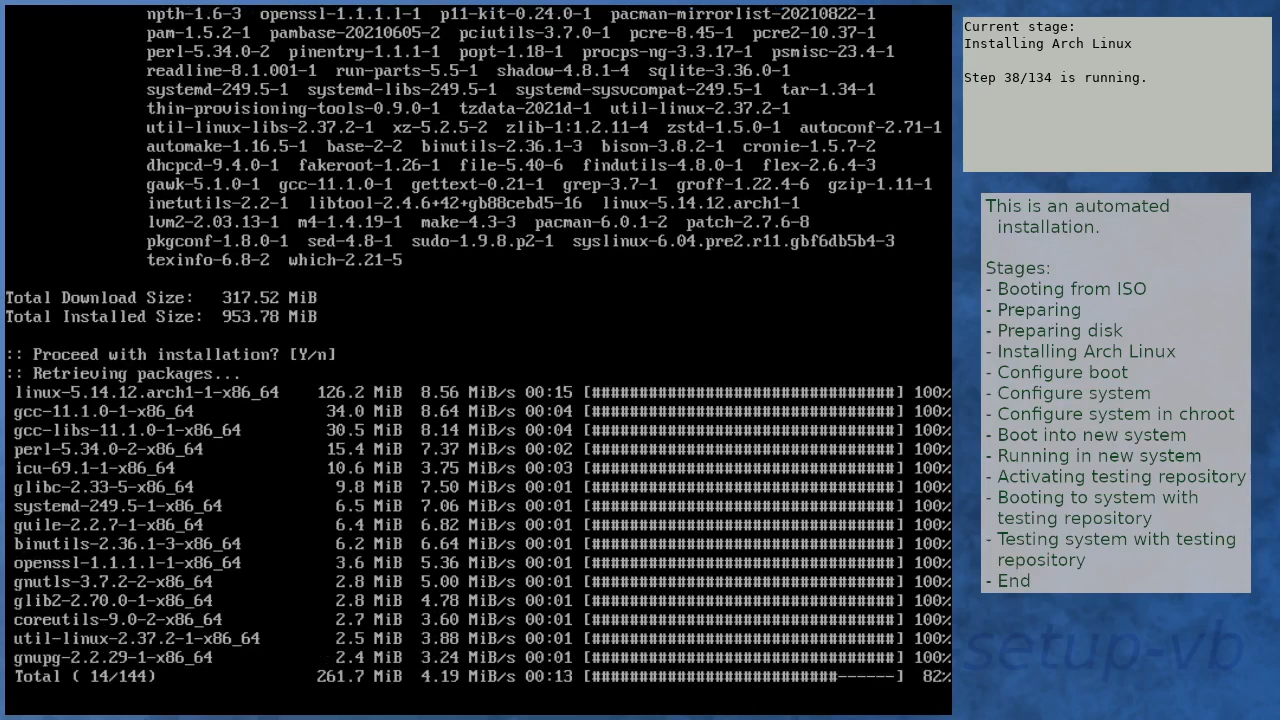 npth-1.6-3  openssl-1.1.1.l-1  p11-kit-0.24.0-1  pacman-mirrorlist-20210822-1
pam-1.5.2-1  pambase-20210605-2  pciutils-3.7.0-1  pcre-8.45-1  pcre2-10.37-1
perl-5.34.0-2  pinentry-1.1.1-1  popt-1.18-1  procps-ng-3.3.17-1  psmisc-23.4-1
readline-8.1.001-1  run-parts-5.5-1  shadow-4.8.1-4  sqlite-3.36.0-1
systemd-249.5-1  systemd-libs-249.5-1  systemd-sysvcompat-249.5-1  tar-1.34-1
thin-provisioning-tools-0.9.0-1  tzdata-2021d-1  util-linux-2.37.2-1
util-linux-libs-2.37.2-1  xz-5.2.5-2  zlib-1:1.2.11-4  zstd-1.5.0-1  autoconf-2.71-1
automake-1.16.5-1  base-2-2  binutils-2.36.1-3  bison-3.8.2-1  cronie-1.5.7-2
dhcpcd-9.4.0-1  fakeroot-1.26-1  file-5.40-6  findutils-4.8.0-1  flex-2.6.4-3
gawk-5.1.0-1  gcc-11.1.0-1  gettext-0.21-1  grep-3.7-1  groff-1.22.4-6  gzip-1.11-1
inetutils-2.2-1  libtool-2.4.6+42+gb88cebd5-16  linux-5.14.12.arch1-1
lvm2-2.03.13-1  m4-1.4.19-1  make-4.3-3  pacman-6.0.1-2  patch-2.7.6-8
pkgconf-1.8.0-1  sed-4.8-1  sudo-1.9.8.p2-1  syslinux-6.04.pre2.r11.gbf6db5b4-3
texinfo-6.8-2  which-2.21-5
Total Download Size:   317.52 MiB
Total Installed Size:  953.78 MiB
:: Proceed with installation? [Y/n]
:: Retrieving packages...
linux-5.14.12.arch1-1-x86_64    126.2 MiB  8.56 MiB/s 00:15 [################################] 100%
gcc-11.1.0-1-x86_64    34.0 MiB  8.64 MiB/s 00:04 [################################] 100%
gcc-libs-11.1.0-1-x86_64    30.5 MiB  8.14 MiB/s 00:04 [################################] 100%
perl-5.34.0-2-x86_64    15.4 MiB  7.37 MiB/s 00:02 [################################] 100%
icu-69.1-1-x86_64    10.6 MiB  3.75 MiB/s 00:03 [################################] 100%
glibc-2.33-5-x86_64    9.8 MiB  7.50 MiB/s 00:01 [################################] 100%
systemd-249.5-1-x86_64    6.5 MiB  7.06 MiB/s 00:01 [################################] 100%
guile-2.2.7-1-x86_64    6.4 MiB  6.82 MiB/s 00:01 [################################] 100%
binutils-2.36.1-3-x86_64    6.2 MiB  6.64 MiB/s 00:01 [################################] 100%
openssl-1.1.1.l-1-x86_64    3.6 MiB  5.36 MiB/s 00:01 [################################] 100%
gnutls-3.7.2-2-x86_64    2.8 MiB  5.00 MiB/s 00:01 [################################] 100%
glib2-2.70.0-1-x86_64    2.8 MiB  4.78 MiB/s 00:01 [################################] 100%
coreutils-9.0-2-x86_64    2.7 MiB  3.60 MiB/s 00:01 [################################] 100%
util-linux-2.37.2-1-x86_64    2.5 MiB  3.88 MiB/s 00:01 [################################] 100%
gnupg-2.2.29-1-x86_64    2.4 MiB  3.24 MiB/s 00:01 [################################] 100%
Total ( 14/144)    261.7 MiB  4.19 MiB/s 00:13 [##########################------]  82%
Current stage:
Installing Arch Linux
Step 38/134 is running.
This is an automated
installation.
Stages:
- Booting from ISO
- Preparing
- Preparing disk
- Installing Arch Linux
- Configure boot
- Configure system
- Configure system in chroot
- Boot into new system
- Running in new system
- Activating testing repository
- Booting to system with
testing repository
- Testing system with testing
repository
- End
setup-vb